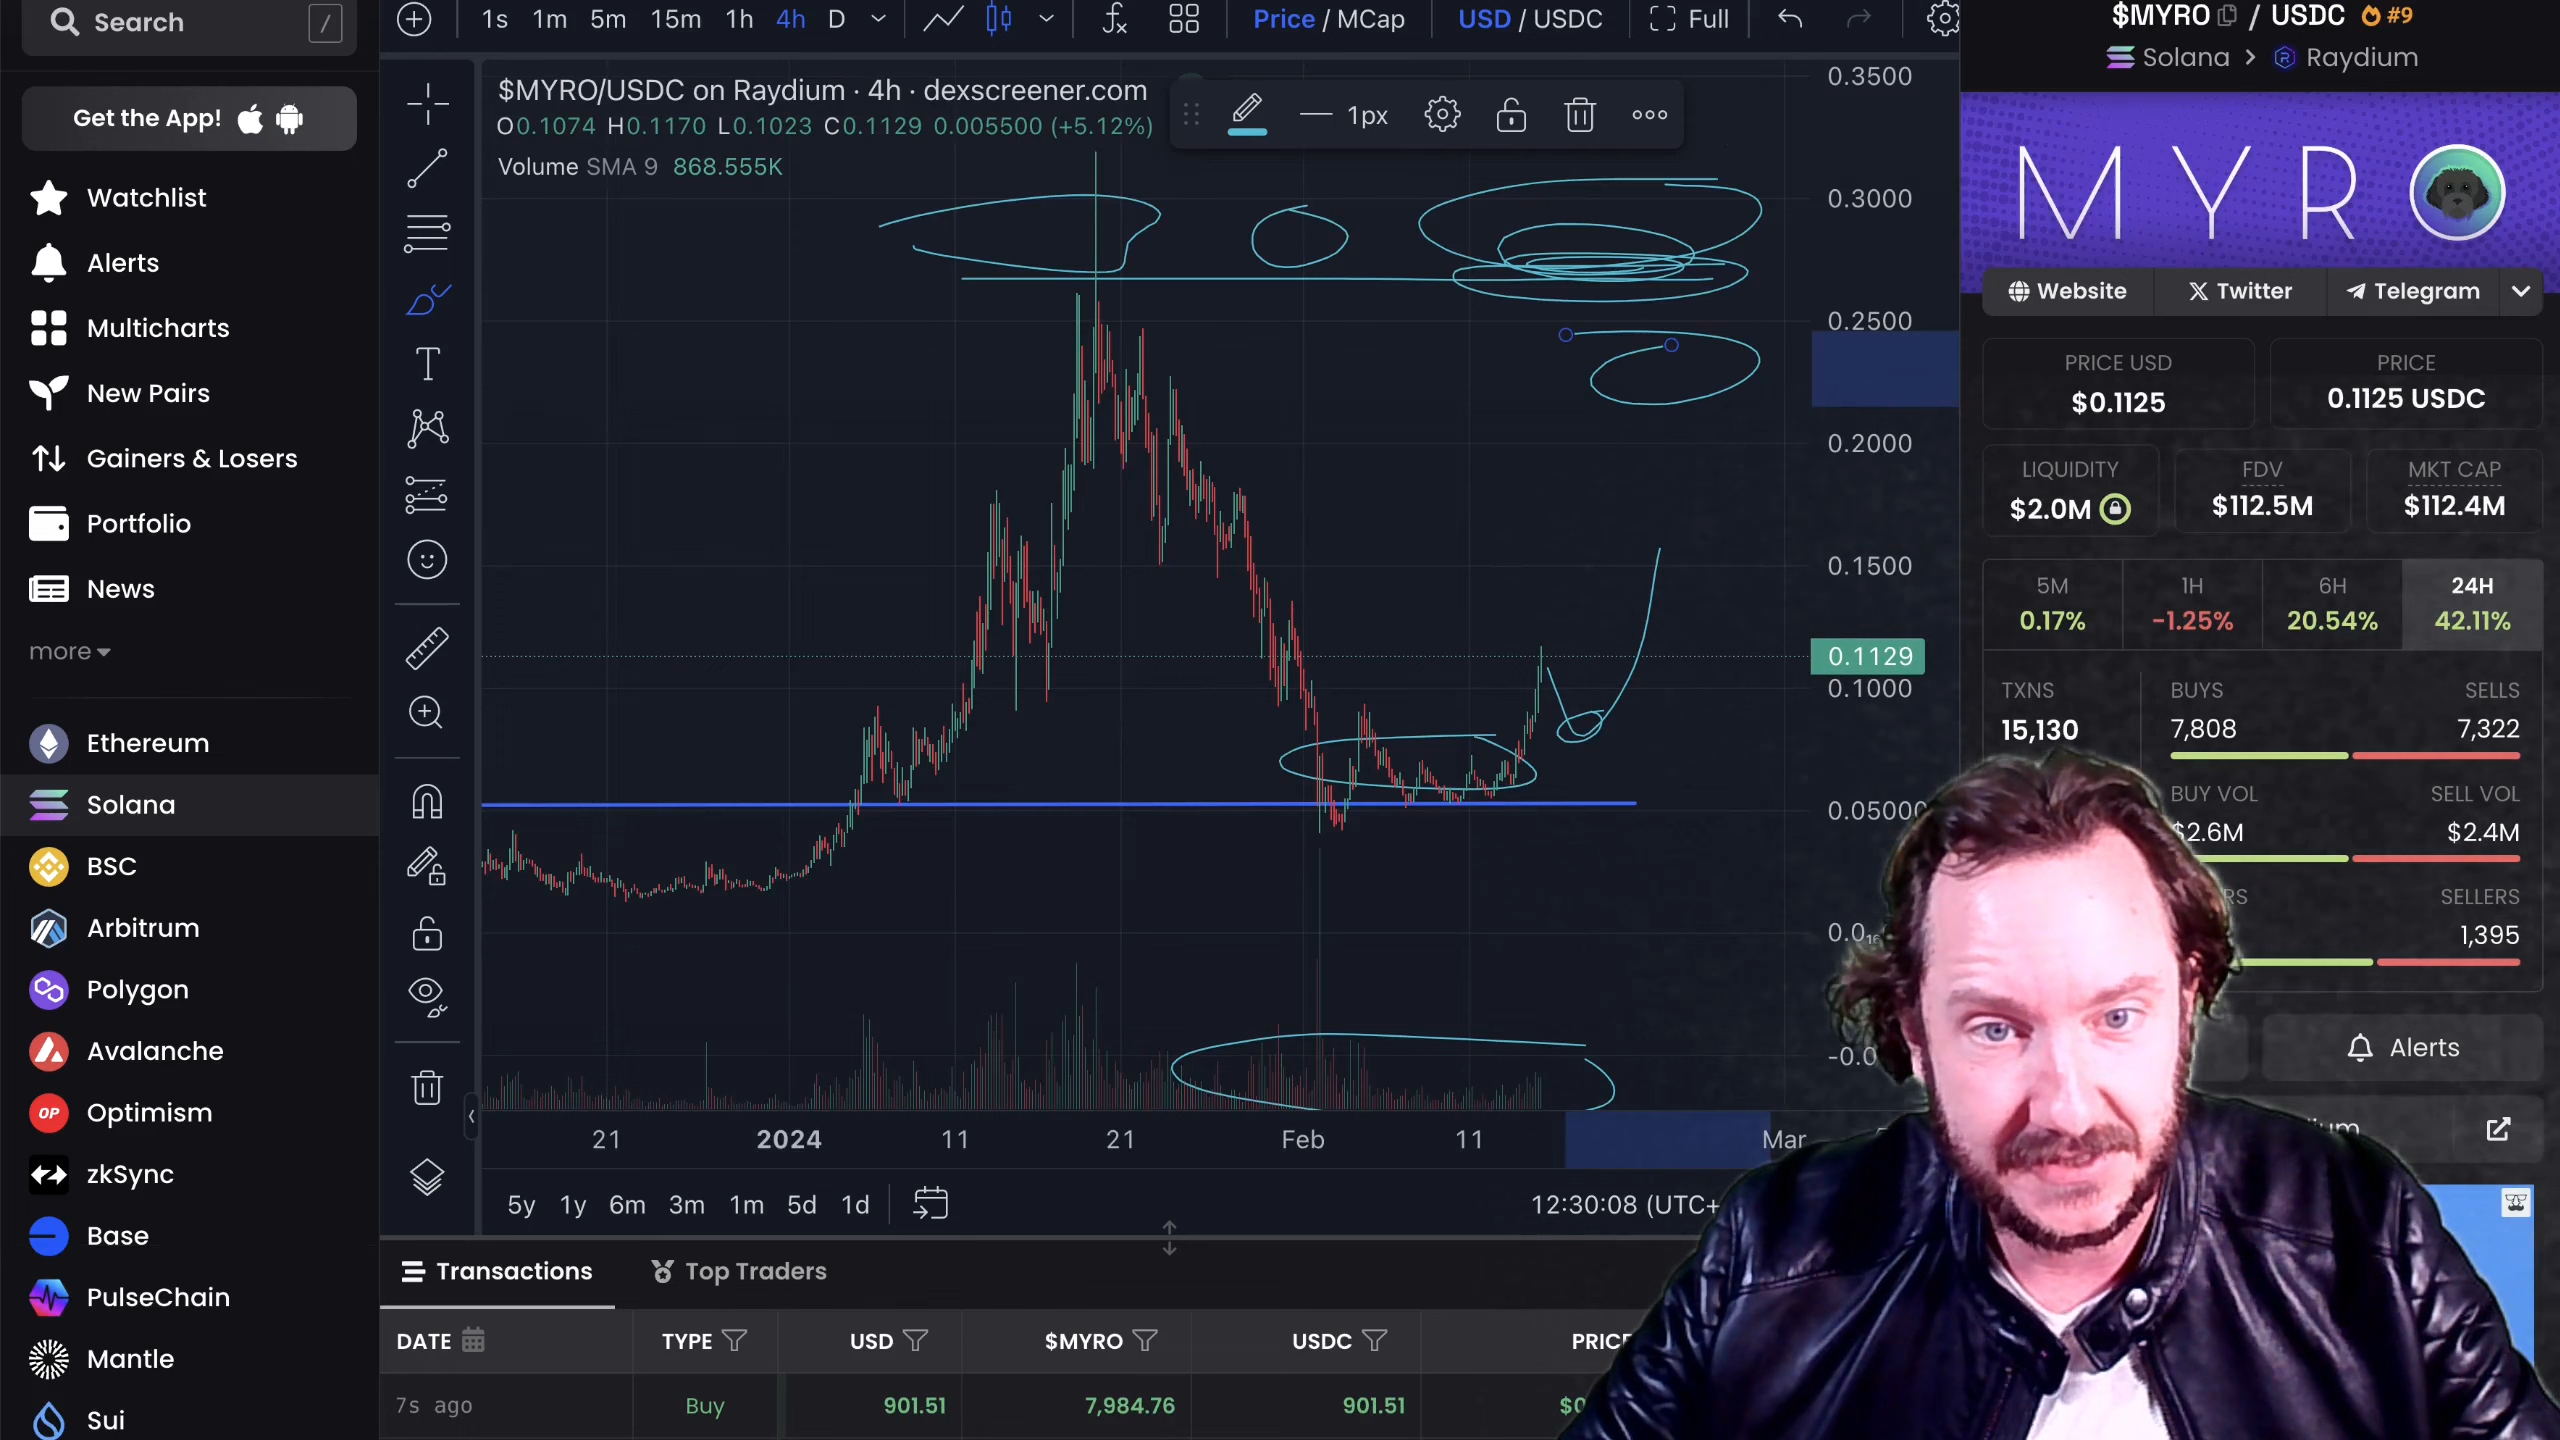 Search /
Get the App!
Watchlist
Alerts
Multicharts
New Pairs
Gainers & Losers
Portfolio
News
more
Ethereum
Solana
BSC
Arbitrum
Polygon
Avalanche
OP Optimism
zkSync
Base
PulseChain
Mantle
Sui
1s 1m 5m 15m 1h 4h D Price / MCap USD / USDC Full
$MYRO/USDC on Raydium · 4h · dexscreener.com
O0.1074 H0.1170 L0.1023 C0.1129 0.005500 (+5.12%)
Volume SMA 9 868.555K
1px
0.3500
0.3000
0.2500
0.2000
0.1500
0.1129
0.1000
0.05000
21 2024 11 21 Feb 11 Mar
5y 1y 6m 3m 1m 5d 1d 12:30:08 (UTC+
Transactions Top Traders
DATE TYPE USD $MYRO USDC PRICE
7s ago Buy 901.51 7,984.76 901.51
$MYRO / USDC #9
Solana > Raydium
MYRO
Website Twitter Telegram
PRICE USD PRICE
$0.1125 0.1125 USDC
LIQUIDITY FDV MKT CAP
$2.0M $112.5M $112.4M
5M 1H 6H 24H
0.17% -1.25% 20.54% 42.11%
TXNS BUYS SELLS
15,130 7,808 7,322
BUY VOL SELL VOL
$2.6M $2.4M
SELLERS
1,395
Alerts